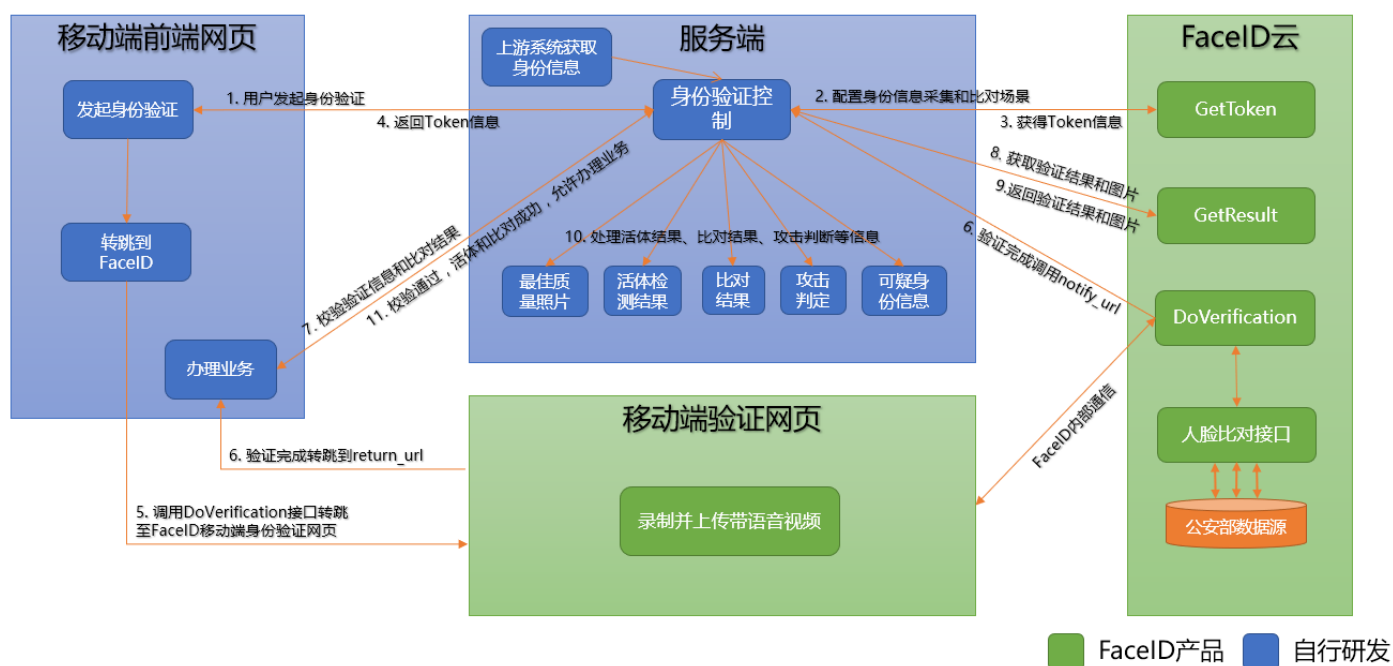 移动端前端网页
发起身份验证
转跳到
FaceID
办理业务
服务端
上游系统获取
身份信息
身份验证控
制
1. 用户发起身份验证
4. 返回Token信息
2. 配置身份信息采集和比对场景
3. 获得Token信息
8. 获取验证结果和图片
9.返回验证结果和图片
6. 验证完成调用notify_url
7. 校验验证信息和比对结果
11. 校验通过，活体和比对成功，允许办理业务
10. 处理活体结果、比对结果、攻击判断等信息
最佳质
量照片
活体检
测结果
比对
结果
攻击
判定
可疑身
份信息
FaceID云
GetToken
GetResult
DoVerification
人脸比对接口
公安部数据源
FaceID内部通信
移动端验证网页
录制并上传带语音视频
6. 验证完成转跳到return_url
5. 调用DoVerification接口转跳
至FaceID移动端身份验证网页
FaceID产品
自行研发